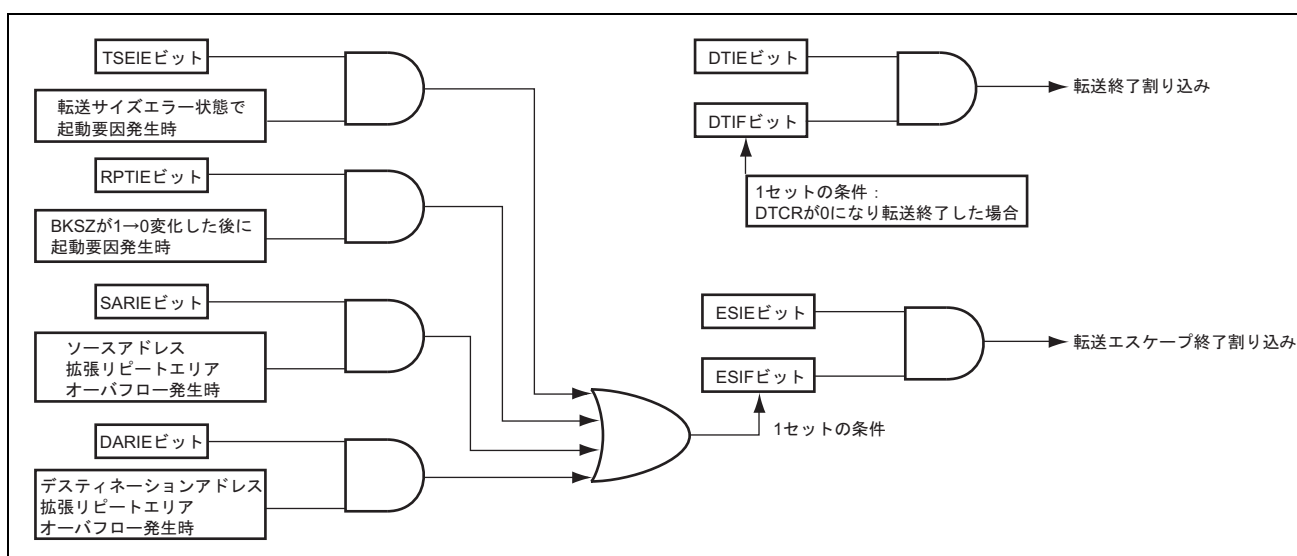 TSEIEビット
転送サイズエラー状態で
起動要因発生時
RPTIEビット
BKSZが1→0変化した後に
起動要因発生時
SARIEビット
ソースアドレス
拡張リピートエリア
オーバフロー発生時
DARIEビット
デスティネーションアドレス
拡張リピートエリア
オーバフロー発生時
DTIEビット
DTIFビット
転送終了割り込み
1セットの条件：
DTCRが0になり転送終了した場合
ESIEビット
ESIFビット
転送エスケープ終了割り込み
1セットの条件